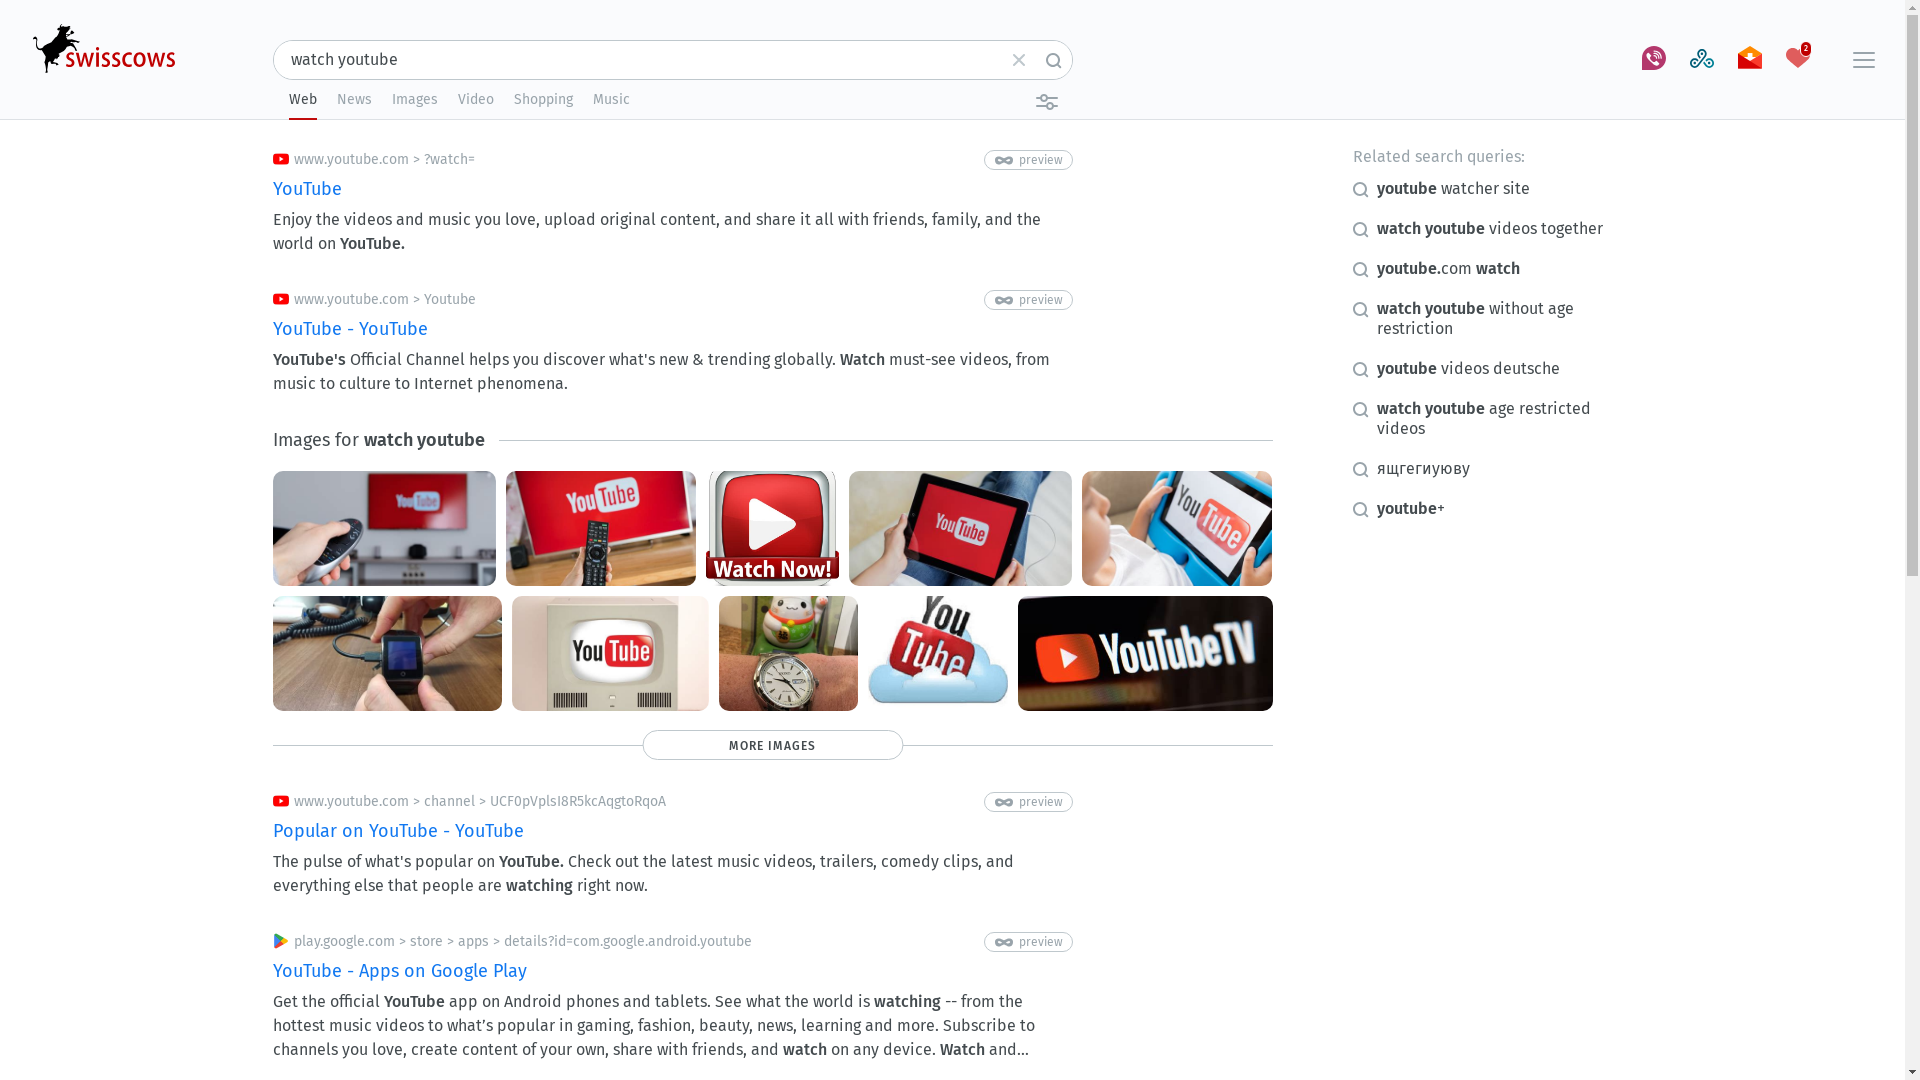 swisscows
watch youtube
2
Web News Images Video Shopping Music
www.youtube.com > ?watch=
preview
YouTube
Enjoy the videos and music you love, upload original content, and share it all with friends, family, and the
world on YouTube.
www.youtube.com > Youtube
preview
YouTube - YouTube
YouTube's Official Channel helps you discover what's new & trending globally. Watch must-see videos, from
music to culture to Internet phenomena.
Images for watch youtube
YouTube
YouTube
Watch Now!
YouTube
YouTube
YouTube
You
Tube
YouTubeTV
MORE IMAGES
www.youtube.com > channel > UCF0pVplsI8R5kcAqgtoRqoA
preview
Popular on YouTube - YouTube
The pulse of what's popular on YouTube. Check out the latest music videos, trailers, comedy clips, and
everything else that people are watching right now.
play.google.com > store > apps > details?id=com.google.android.youtube
preview
YouTube - Apps on Google Play
Get the official YouTube app on Android phones and tablets. See what the world is watching -- from the
hottest music videos to what’s popular in gaming, fashion, beauty, news, learning and more. Subscribe to
channels you love, create content of your own, share with friends, and watch on any device. Watch and...
Related search queries:
youtube watcher site
watch youtube videos together
youtube.com watch
watch youtube without age
restriction
youtube videos deutsche
watch youtube age restricted
videos
ящгегиуюву
youtube+